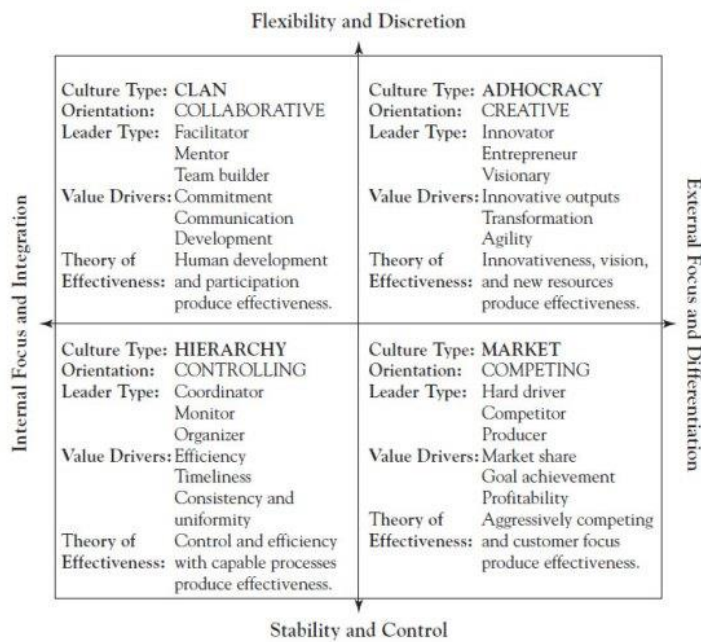 Flexibility and Discretion
Internal Focus and Integration
Culture Type: CLAN
Orientation: COLLABORATIVE
Leader Type: Facilitator
Mentor
Team builder
Value Drivers: Commitment
Communication
Development
Theory of Human development
Effectiveness: and participation
produce effectiveness.
Culture Type: ADHOCRACY
Orientation: CREATIVE
Leader Type: Innovator
Entrepreneur
Visionary
Value Drivers: Innovative outputs
Transformation
Agility
Theory of Innovativeness, vision,
Effectiveness: and new resources
produce effectiveness.
Culture Type: HIERARCHY
Orientation: CONTROLLING
Leader Type: Coordinator
Monitor
Organizer
Value Drivers: Efficiency
Timeliness
Consistency and
uniformity
Theory of Control and efficiency
Effectiveness: with capable processes
produce effectiveness.
Culture Type: MARKET
Orientation: COMPETING
Leader Type: Hard driver
Competitor
Producer
Value Drivers: Market share
Goal achievement
Profitability
Theory of Aggressively competing
Effectiveness: and customer focus
produce effectiveness.
External Focus and Differentiation
Stability and Control